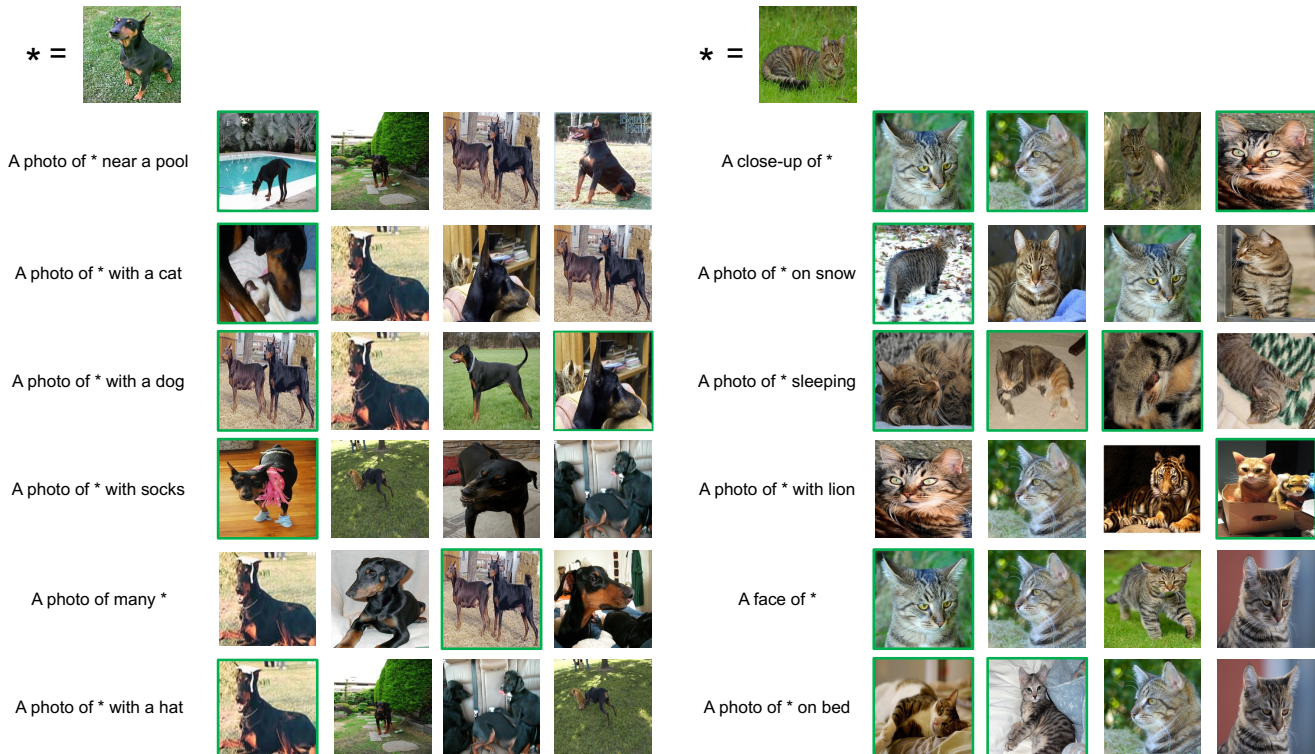 * =
A photo of * near a pool
A photo of * with a cat
A photo of * with a dog
A photo of * with socks
A photo of many *
A photo of * with a hat
* =
A close-up of *
A photo of * on snow
A photo of * sleeping
A photo of * with lion
A face of *
A photo of * on bed